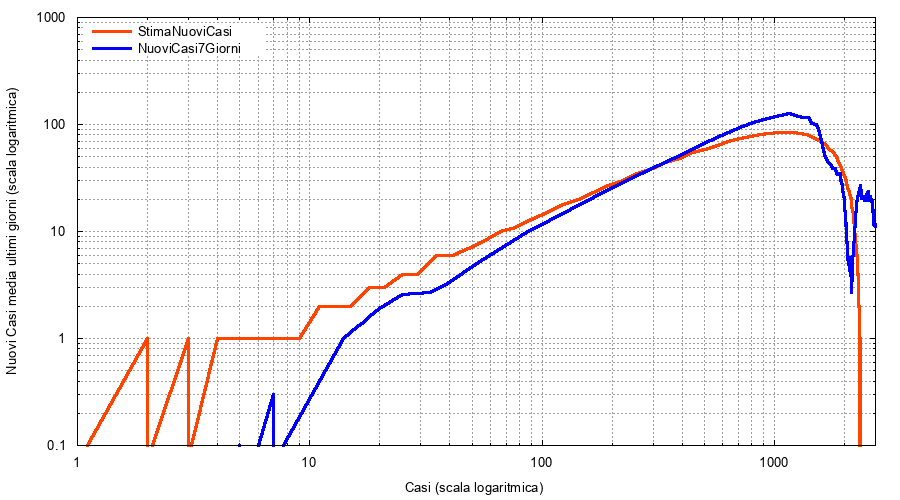 1000
StimaNuoviCasi
NuoviCasi7Giorni
100
10
1
0.1
Nuovi Casi media ultimi giorni (scala logaritmica)
1
10
100
1000
Casi (scala logaritmica)